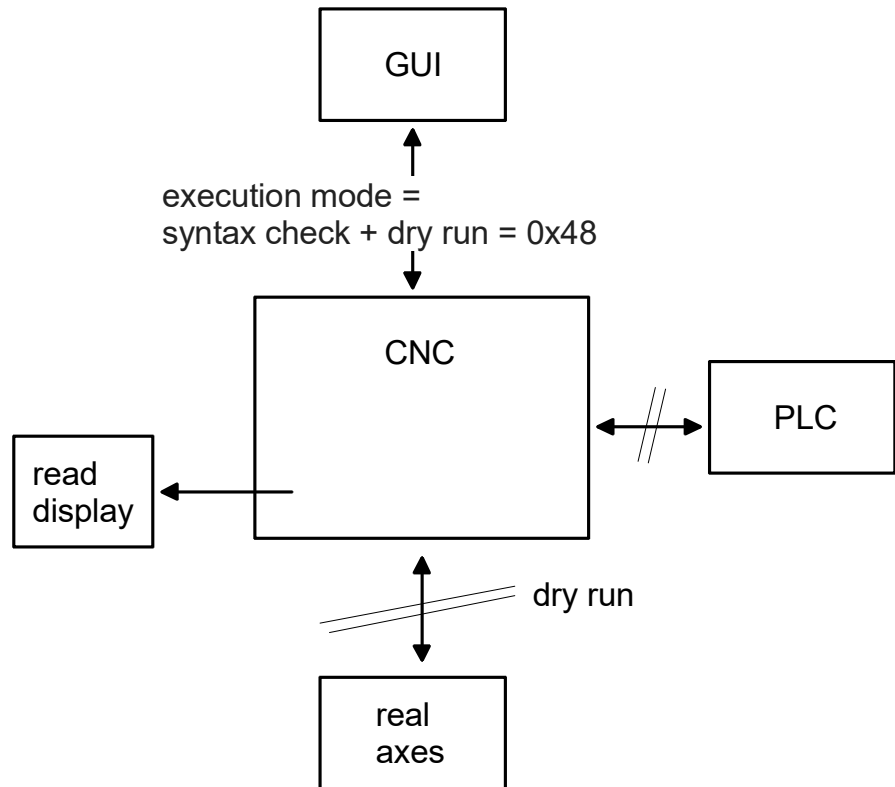 GUI
execution mode =
syntax check + dry run = 0x48
CNC
PLC
read
display
dry run
real
axes